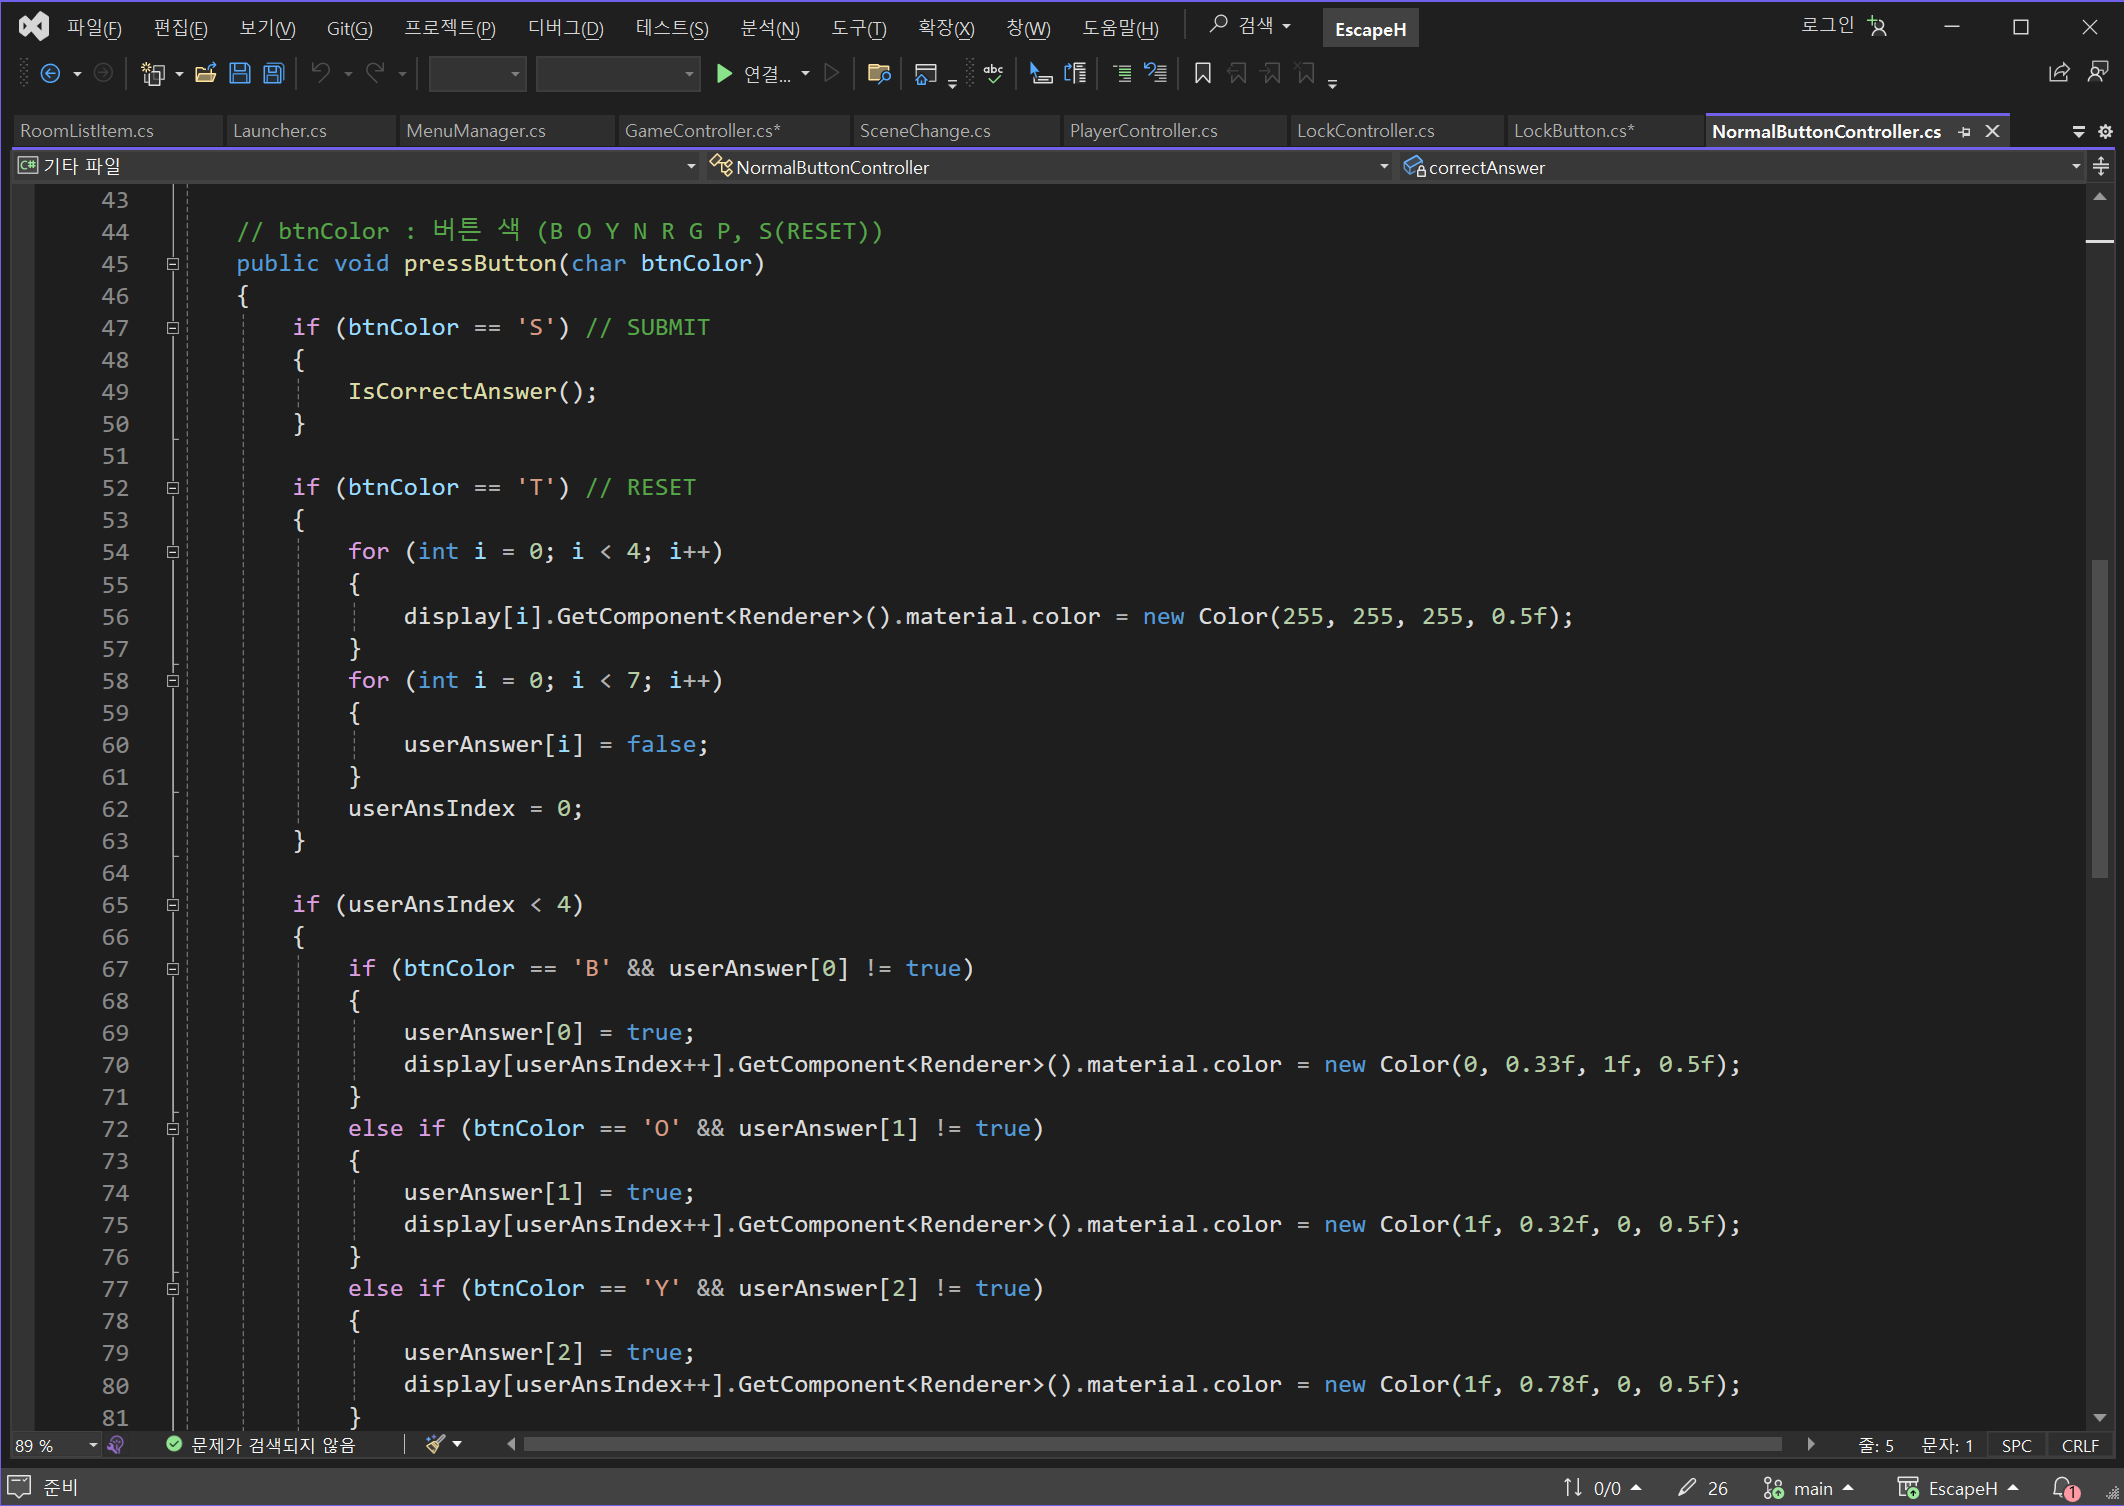 파일(F) 편집(E) 보기(V) Git(G) 프로젝트(P) 디버그(D) 테스트(S) 분석(N) 도구(T) 확장(X) 창(W) 도움말(H) 검색 EscapeH 로그인
연결...
RoomListItem.cs Launcher.cs MenuManager.cs GameController.cs* SceneChange.cs PlayerController.cs LockController.cs LockButton.cs* NormalButtonController.cs
C# 기타 파일 NormalButtonController correctAnswer
43
44 // btnColor : 버튼 색 (B O Y N R G P, S(RESET))
45 public void pressButton(char btnColor)
46 {
47 if (btnColor == 'S') // SUBMIT
48 {
49 IsCorrectAnswer();
50 }
51
52 if (btnColor == 'T') // RESET
53 {
54 for (int i = 0; i < 4; i++)
55 {
56 display[i].GetComponent<Renderer>().material.color = new Color(255, 255, 255, 0.5f);
57 }
58 for (int i = 0; i < 7; i++)
59 {
60 userAnswer[i] = false;
61 }
62 userAnsIndex = 0;
63 }
64
65 if (userAnsIndex < 4)
66 {
67 if (btnColor == 'B' && userAnswer[0] != true)
68 {
69 userAnswer[0] = true;
70 display[userAnsIndex++].GetComponent<Renderer>().material.color = new Color(0, 0.33f, 1f, 0.5f);
71 }
72 else if (btnColor == 'O' && userAnswer[1] != true)
73 {
74 userAnswer[1] = true;
75 display[userAnsIndex++].GetComponent<Renderer>().material.color = new Color(1f, 0.32f, 0, 0.5f);
76 }
77 else if (btnColor == 'Y' && userAnswer[2] != true)
78 {
79 userAnswer[2] = true;
80 display[userAnsIndex++].GetComponent<Renderer>().material.color = new Color(1f, 0.78f, 0, 0.5f);
81 }
89 % 문제가 검색되지 않음 줄: 5 문자: 1 SPC CRLF
준비 0/0 26 main EscapeH 1